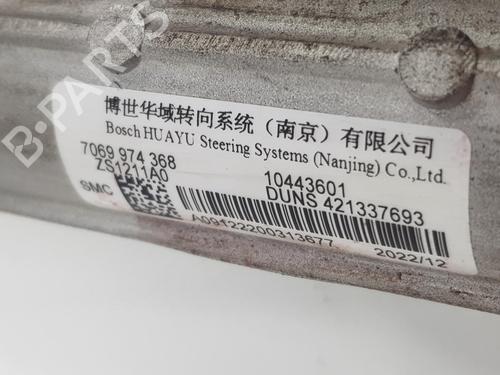 B-PARTS
博世华域转向系统（南京）有限公司
Bosch HUAYU Steering Systems (Nanjing) Co.,Ltd.
7069 974 368
ZS1211A0
10443601
SMC
DUNS 421337693
A09122200313677
2022/12